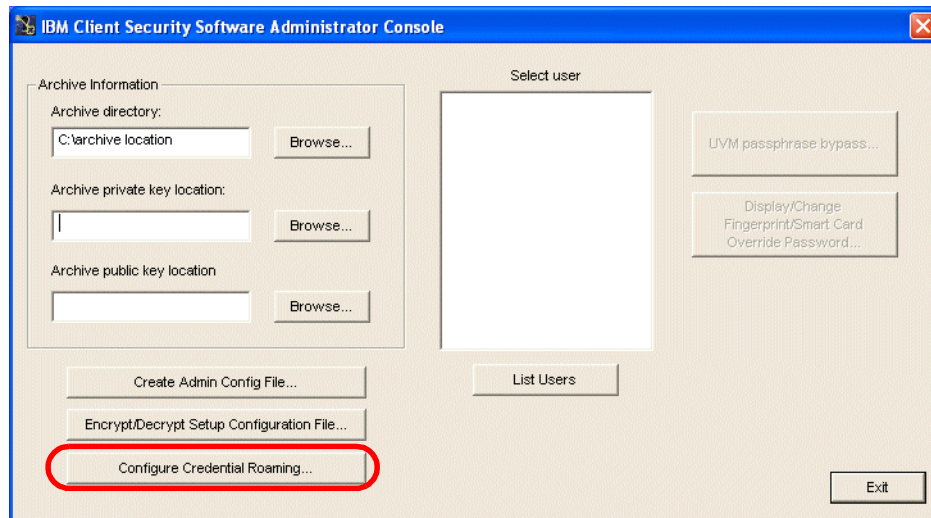 IBM Client Security Software Administrator Console
Archive Information
Archive directory:
C:\archive location
Browse...
Archive private key location:
Browse...
Archive public key location
Browse...
Create Admin Config File...
Encrypt/Decrypt Setup Configuration File...
Configure Credential Roaming...
Select user
List Users
UVM passphrase bypass...
Display/Change
Fingerprint/Smart Card
Override Password...
Exit